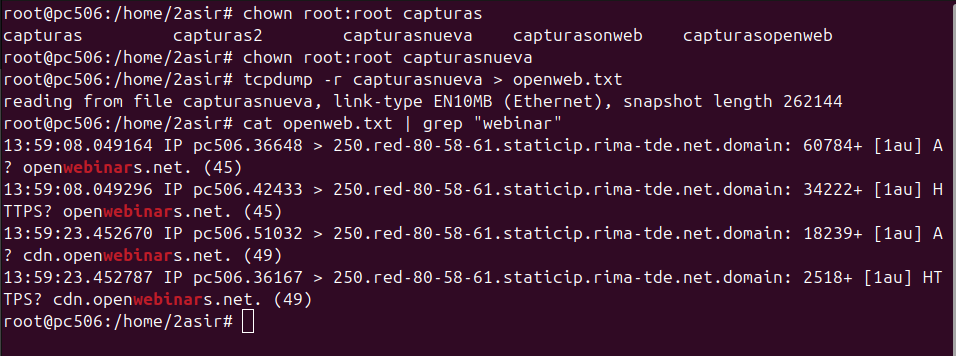 root@pc506:/home/2asir# chown root:root capturas
capturas        capturas2       capturasnueva   capturasonweb   capturasopenweb
root@pc506:/home/2asir# chown root:root capturasnueva
root@pc506:/home/2asir# tcpdump -r capturasnueva > openweb.txt
reading from file capturasnueva, link-type EN10MB (Ethernet), snapshot length 262144
root@pc506:/home/2asir# cat openweb.txt | grep "webinar"
13:59:08.049164 IP pc506.36648 > 250.red-80-58-61.staticip.rima-tde.net.domain: 60784+ [1au] A
? openwebinars.net. (45)
13:59:08.049296 IP pc506.42433 > 250.red-80-58-61.staticip.rima-tde.net.domain: 34222+ [1au] H
TTPS? openwebinars.net. (45)
13:59:23.452670 IP pc506.51032 > 250.red-80-58-61.staticip.rima-tde.net.domain: 18239+ [1au] A
? cdn.openwebinars.net. (49)
13:59:23.452787 IP pc506.36167 > 250.red-80-58-61.staticip.rima-tde.net.domain: 2518+ [1au] HT
TPS? cdn.openwebinars.net. (49)
root@pc506:/home/2asir#